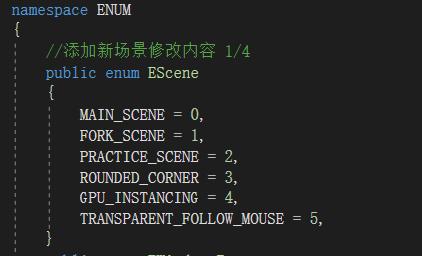 namespace ENUM
{
//添加新场景修改内容 1/4
public enum EScene
{
MAIN_SCENE = 0,
FORK_SCENE = 1,
PRACTICE_SCENE = 2,
ROUNDED_CORNER = 3,
GPU_INSTANCING = 4,
TRANSPARENT_FOLLOW_MOUSE = 5,
}